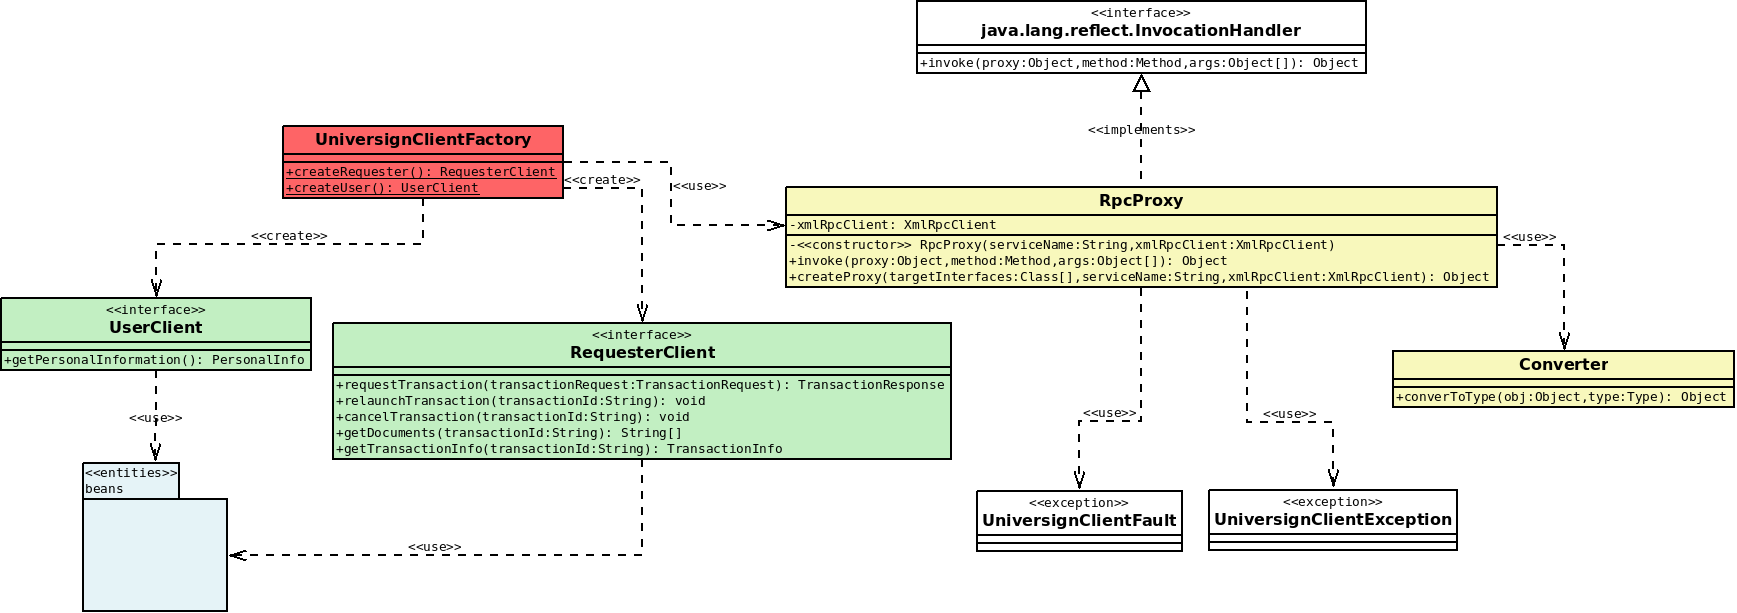 <<interface>>
java.lang.reflect.InvocationHandler
+invoke(proxy:Object,method:Method,args:Object[]): Object
<<implements>>
UniversignClientFactory
+createRequester(): RequesterClient
+createUser(): UserClient
<<create>>
<<use>>
<<create>>
RpcProxy
-xmlRpcClient: XmlRpcClient
-<<constructor>> RpcProxy(serviceName:String,xmlRpcClient:XmlRpcClient)
+invoke(proxy:Object,method:Method,args:Object[]): Object
+createProxy(targetInterfaces:Class[],serviceName:String,xmlRpcClient:XmlRpcClient): Object
<<use>>
<<interface>>
UserClient
+getPersonalInformation(): PersonalInfo
<<interface>>
RequesterClient
+requestTransaction(transactionRequest:TransactionRequest): TransactionResponse
+relaunchTransaction(transactionId:String): void
+cancelTransaction(transactionId:String): void
+getDocuments(transactionId:String): String[]
+getTransactionInfo(transactionId:String): TransactionInfo
Converter
+converToType(obj:Object,type:Type): Object
<<use>>
<<use>>
<<use>>
<<entities>>
beans
<<use>>
<<exception>>
UniversignClientFault
<<exception>>
UniversignClientException